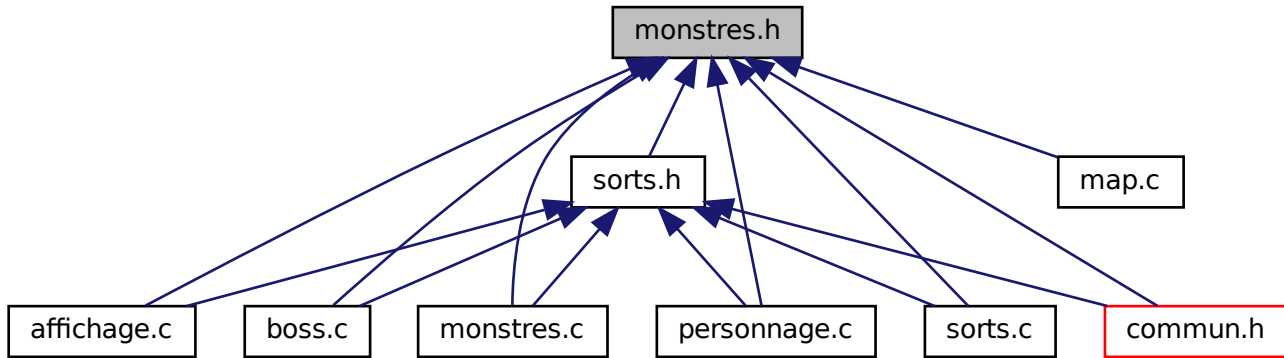 monstres.h
sorts.h
map.c
affichage.c
boss.c
monstres.c
personnage.c
sorts.c
commun.h